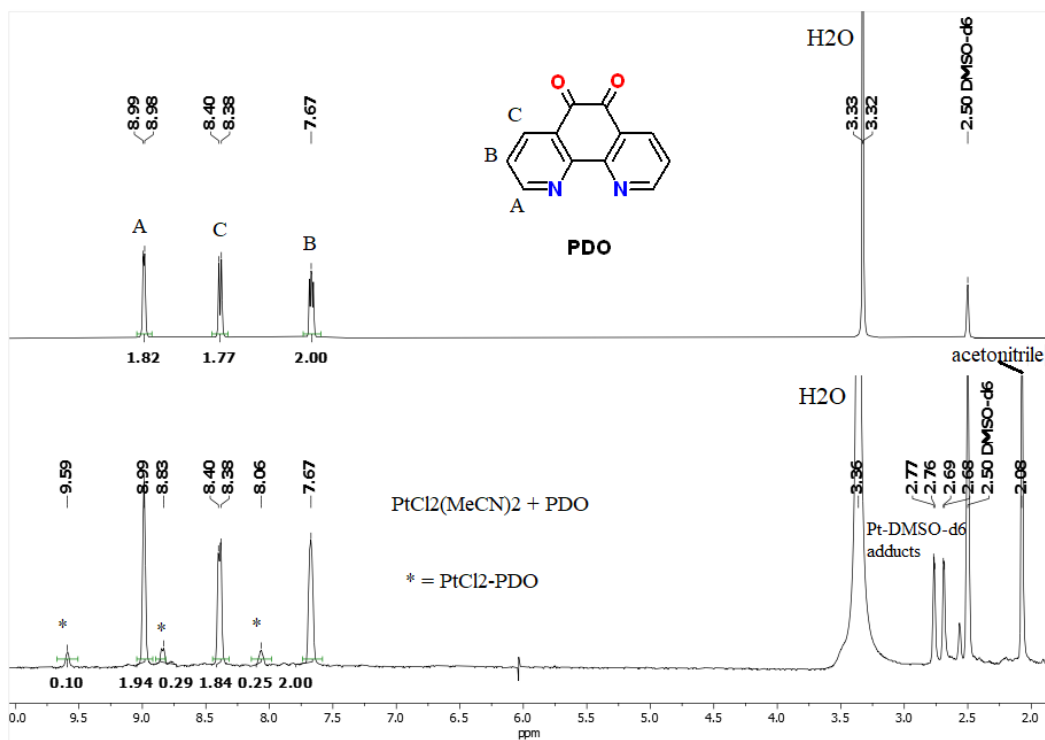 H2O
8.99
8.98
8.40
8.38
7.67
3.33
3.32
2.50 DMSO-d6
O O
C
B
N N
A
PDO
A
C
B
1.82
1.77
2.00
acetonitrile
H2O
9.59
8.99
8.83
8.40
8.38
8.06
7.67
3.36
2.77
2.76
2.69
2.68
2.50 DMSO-d6
2.08
PtCl2(MeCN)2 + PDO
Pt-DMSO-d6
adducts
* = PtCl2-PDO
* * *
0.10 1.94 0.29 1.84 0.25 2.00
0.0 9.5 9.0 8.5 8.0 7.5 7.0 6.5 6.0 5.5 5.0 4.5 4.0 3.5 3.0 2.5 2.0
ppm